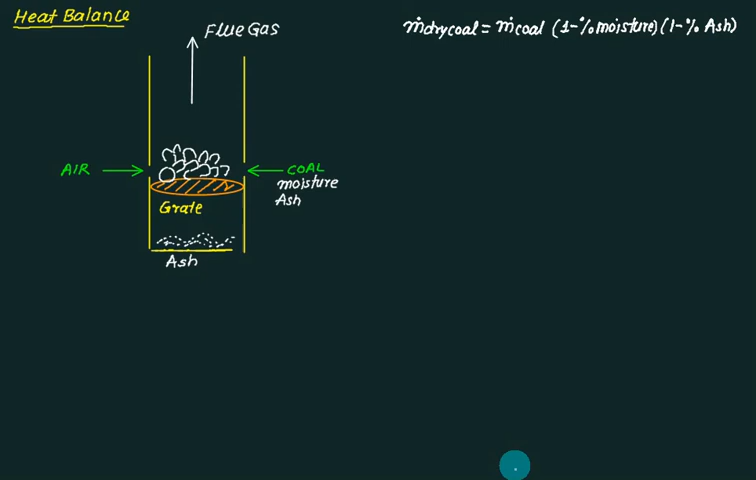 Heat Balance
Flue Gas
ṁdrycoal = ṁcoal (1-%moisture)(1-% Ash)
AIR
COAL
moisture
Ash
Grate
Ash